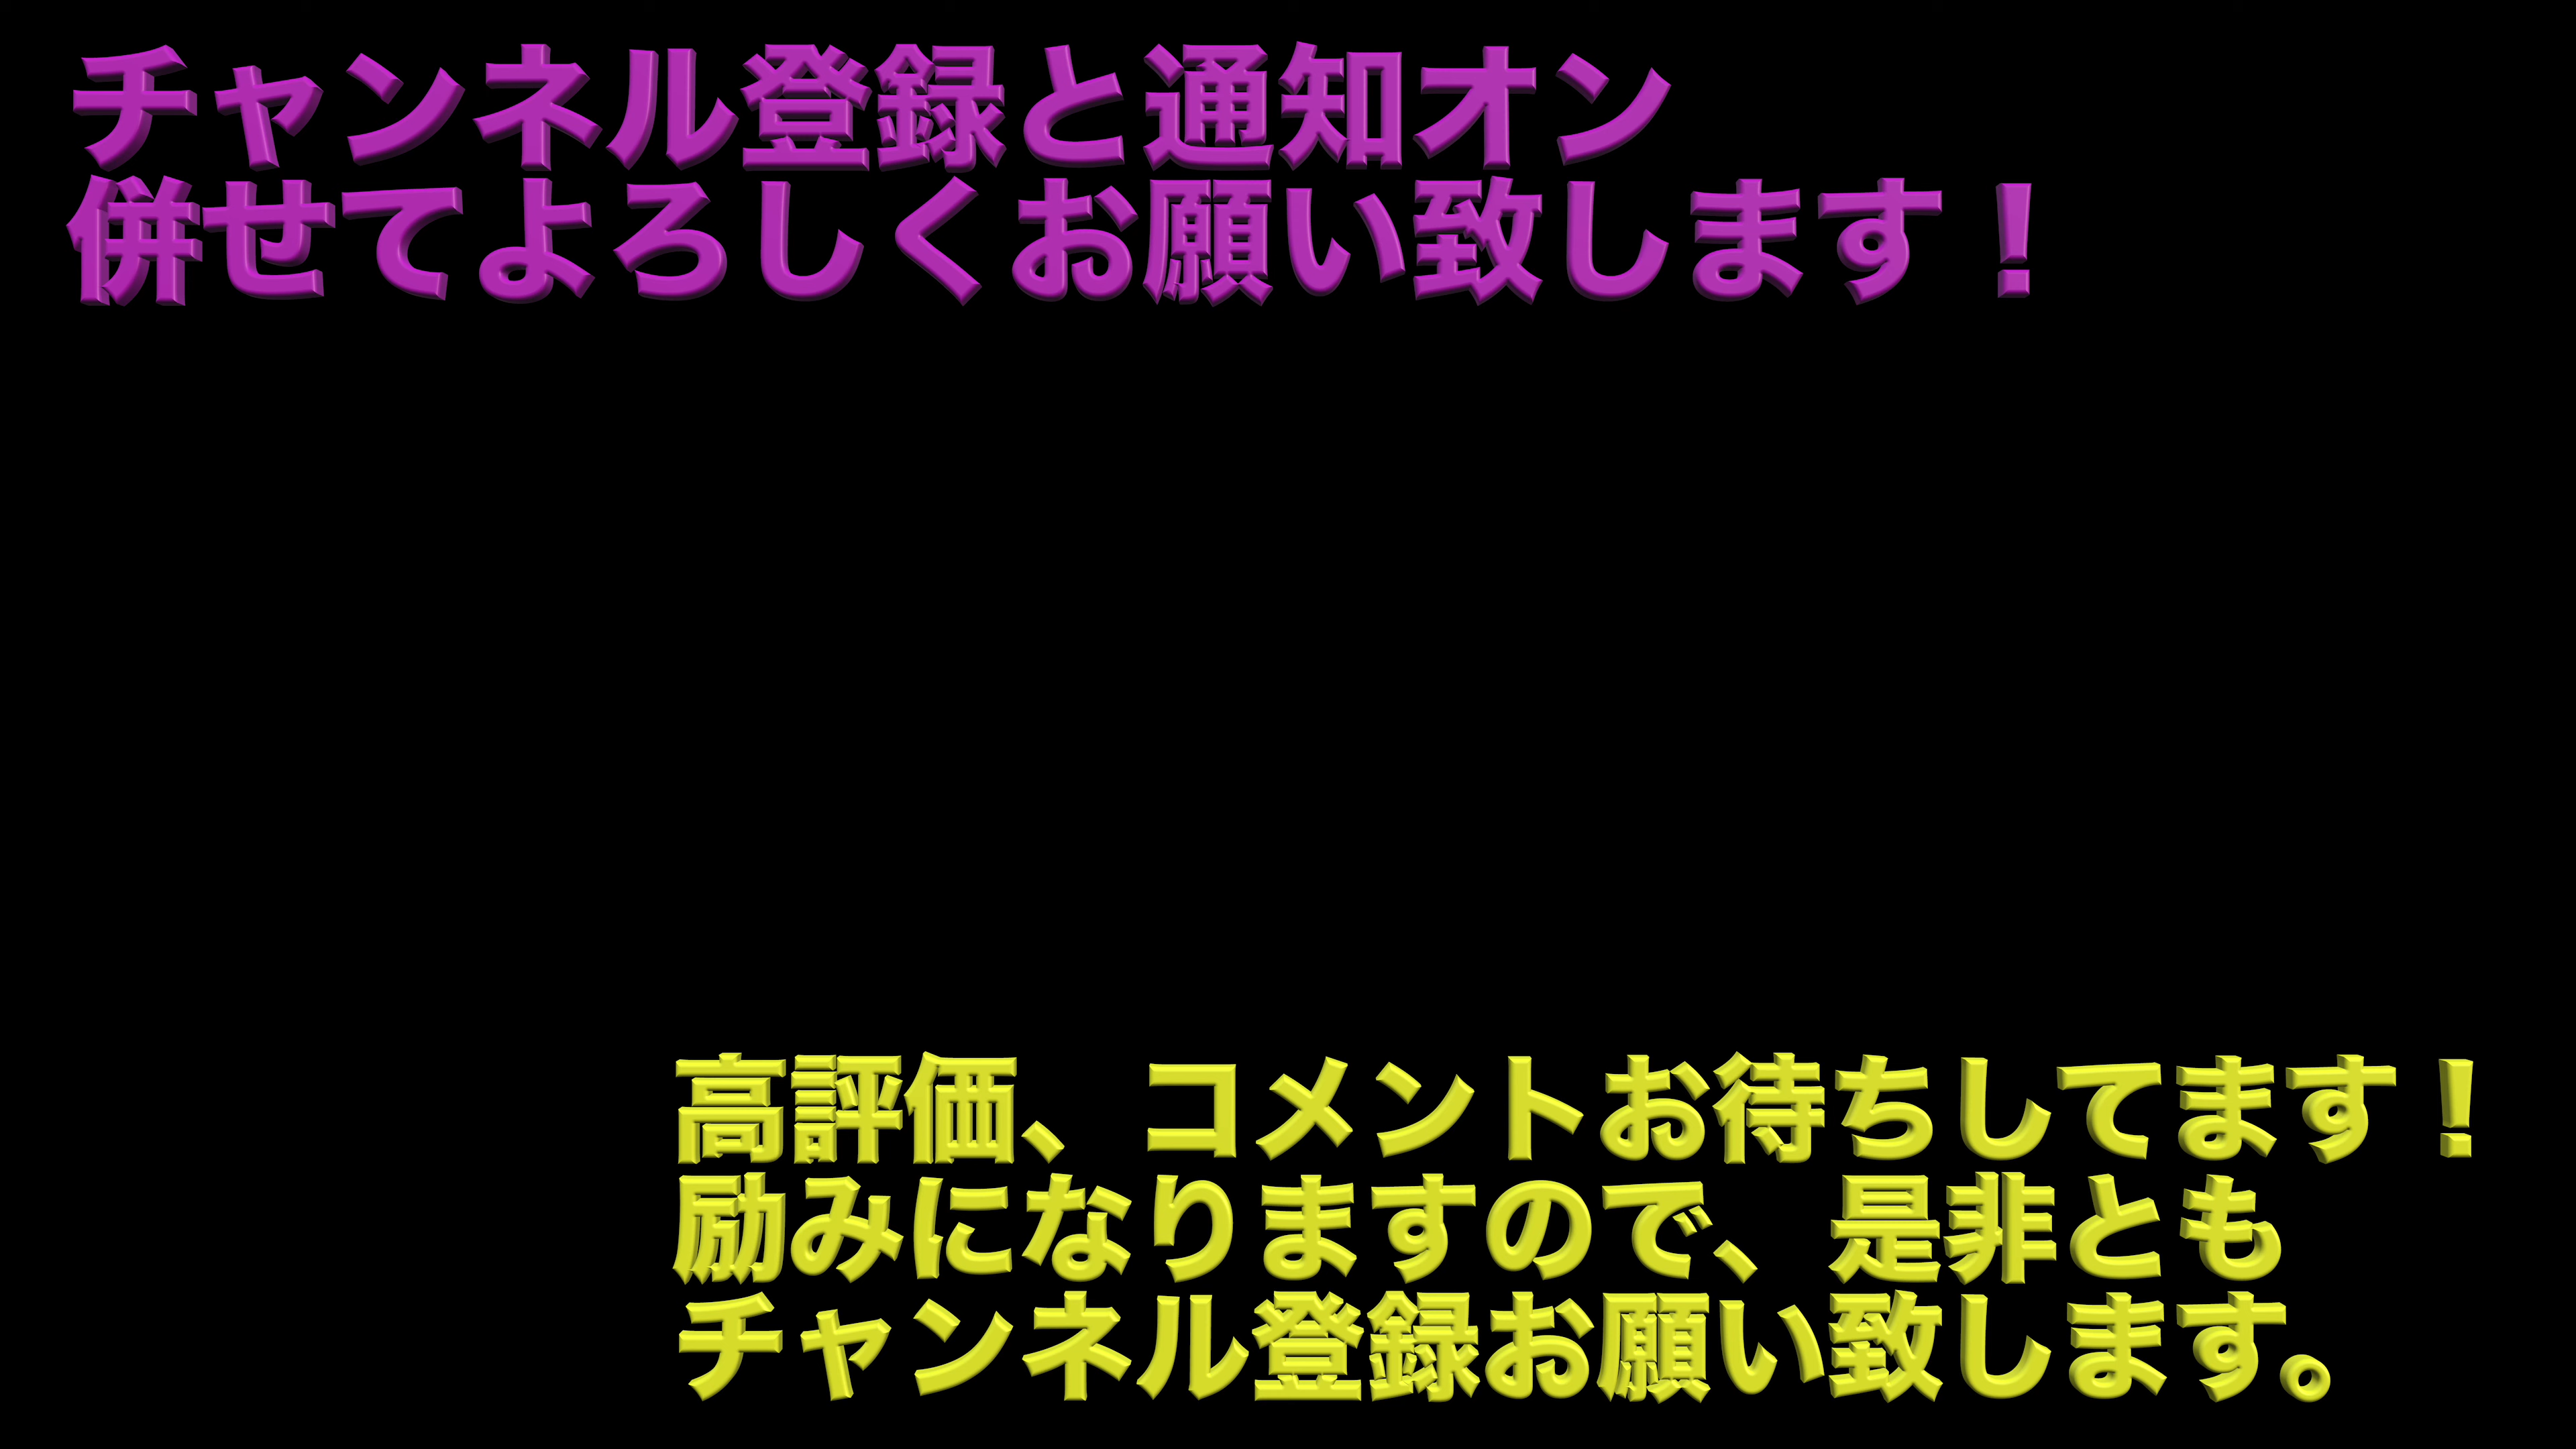 チャンネル登録と通知オン
併せてよろしくお願い致します！
高評価、コメントお待ちしてます！
励みになりますので、是非とも
チャンネル登録お願い致します。